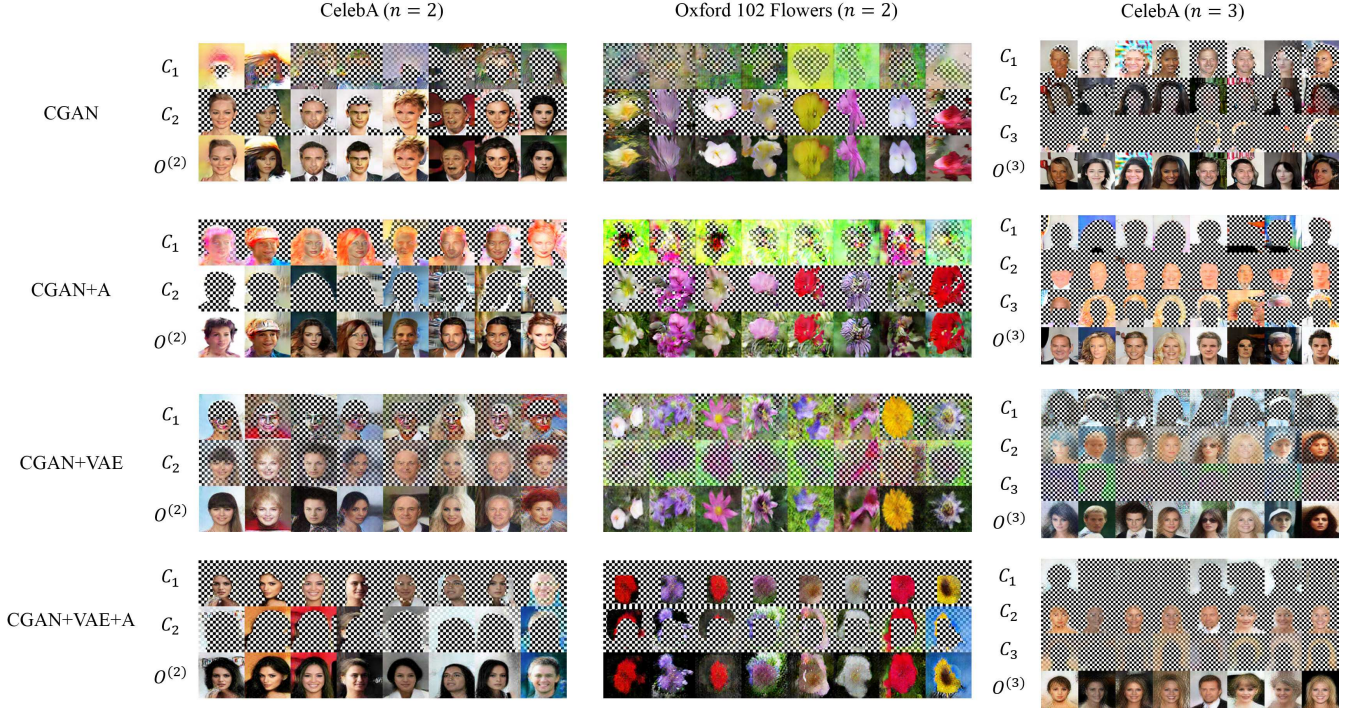 CelebA (n = 2) Oxford 102 Flowers (n = 2) CelebA (n = 3)
CGAN
C₁ C₁
C₂ C₂
C₃
O⁽²⁾ O⁽³⁾
CGAN+A
C₁ C₁
C₂ C₂
C₃
O⁽²⁾ O⁽³⁾
CGAN+VAE
C₁ C₁
C₂ C₂
C₃
O⁽²⁾ O⁽³⁾
CGAN+VAE+A
C₁ C₁
C₂ C₂
C₃
O⁽²⁾ O⁽³⁾